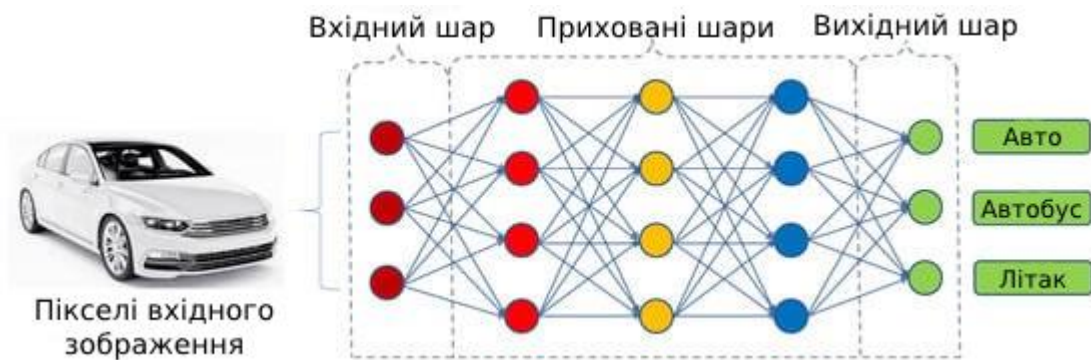 Вхідний шар
Приховані шари
Вихідний шар
Авто
Автобус
Літак
Пікселі вхідного
зображення